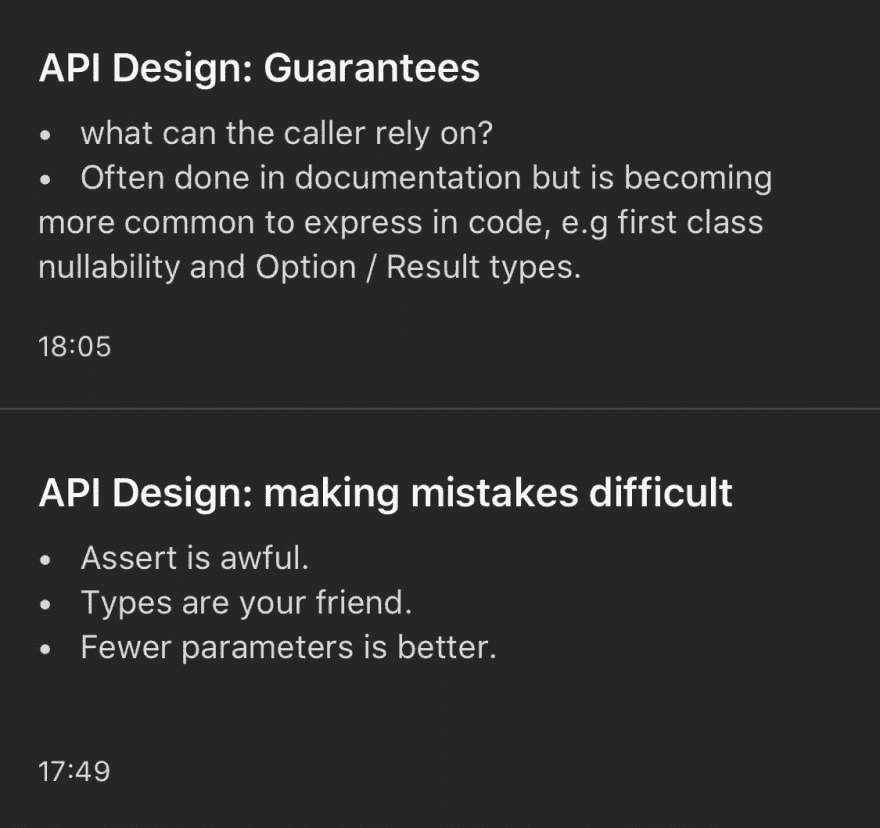 API Design: Guarantees
• what can the caller rely on?
• Often done in documentation but is becoming
more common to express in code, e.g first class
nullability and Option / Result types.
18:05
API Design: making mistakes difficult
• Assert is awful.
• Types are your friend.
• Fewer parameters is better.
17:49